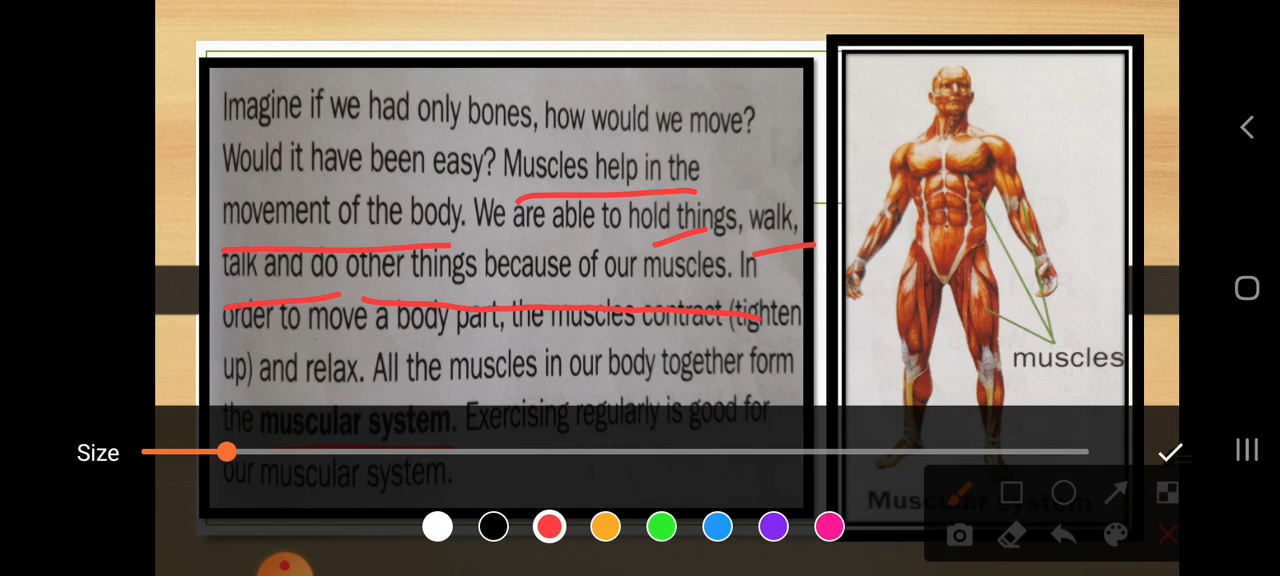 Imagine if we had only bones, how would we move?
Would it have been easy? Muscles help in the
movement of the body. We are able to hold things, walk,
talk and do other things because of our muscles. In
order to move a body part, the muscles contract (tighten
up) and relax. All the muscles in our body together form
the muscular system. Exercising regularly is good for
our muscular system.
muscles
Muscular System
Size